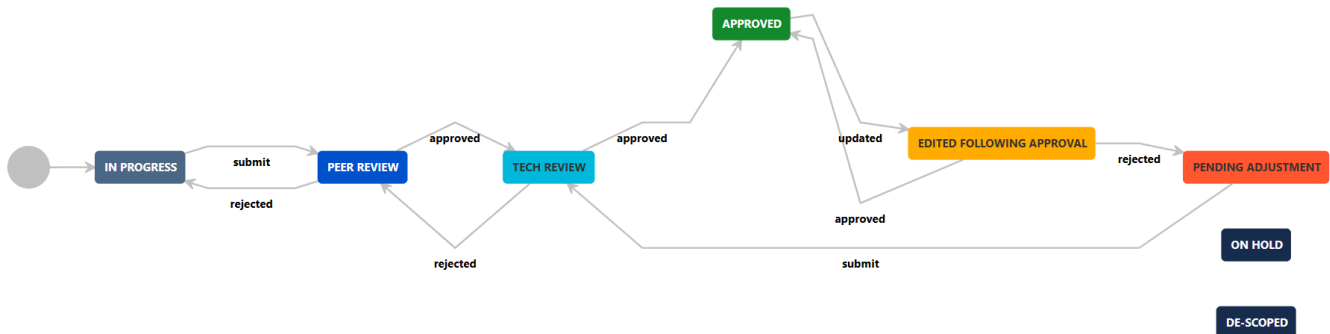 APPROVED
approved
approved
updated
EDITED FOLLOWING APPROVAL
IN PROGRESS
submit
PEER REVIEW
TECH REVIEW
rejected
PENDING ADJUSTMENT
rejected
approved
ON HOLD
rejected
submit
DE-SCOPED